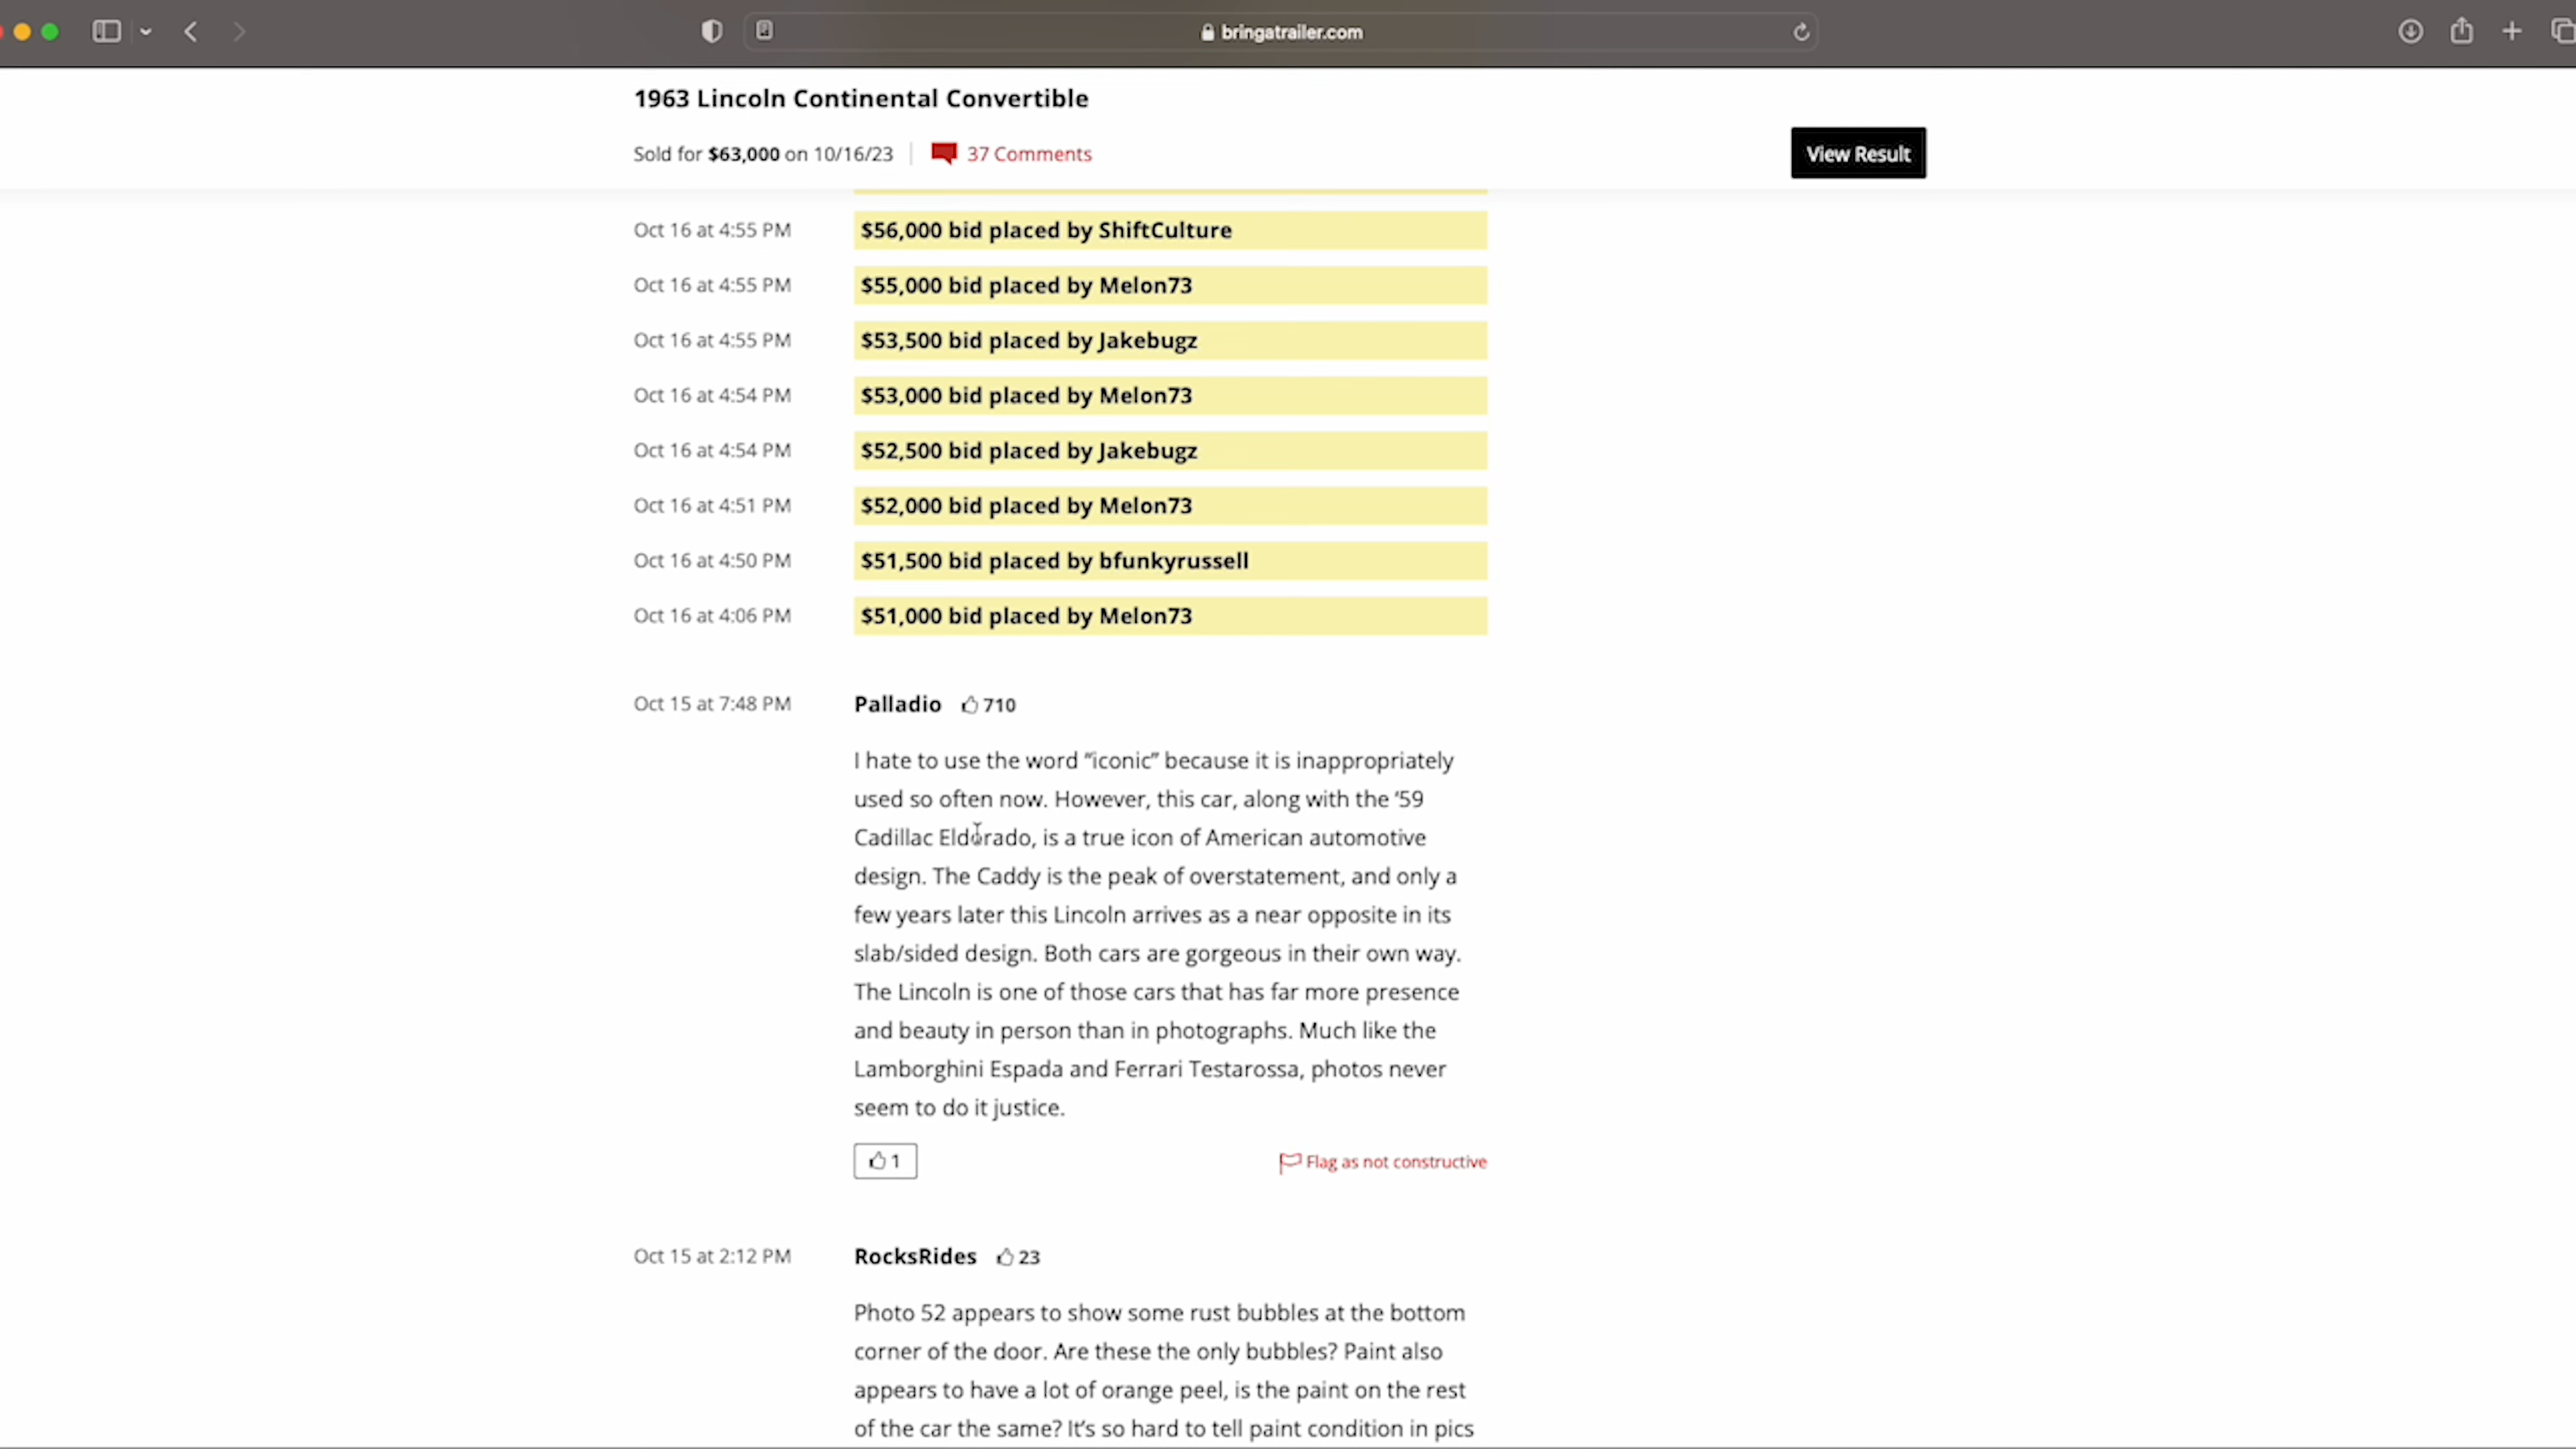 bringatrailer.com
1963 Lincoln Continental Convertible
Sold for $63,000 on 10/16/23 37 Comments
View Result
Oct 16 at 4:55 PM $56,000 bid placed by ShiftCulture
Oct 16 at 4:55 PM $55,000 bid placed by Melon73
Oct 16 at 4:55 PM $53,500 bid placed by Jakebugz
Oct 16 at 4:54 PM $53,000 bid placed by Melon73
Oct 16 at 4:54 PM $52,500 bid placed by Jakebugz
Oct 16 at 4:51 PM $52,000 bid placed by Melon73
Oct 16 at 4:50 PM $51,500 bid placed by bfunkyrussell
Oct 16 at 4:06 PM $51,000 bid placed by Melon73
Oct 15 at 7:48 PM Palladio 710
I hate to use the word “iconic” because it is inappropriately
used so often now. However, this car, along with the ‘59
Cadillac Eldorado, is a true icon of American automotive
design. The Caddy is the peak of overstatement, and only a
few years later this Lincoln arrives as a near opposite in its
slab/sided design. Both cars are gorgeous in their own way.
The Lincoln is one of those cars that has far more presence
and beauty in person than in photographs. Much like the
Lamborghini Espada and Ferrari Testarossa, photos never
seem to do it justice.
1 Flag as not constructive
Oct 15 at 2:12 PM RocksRides 23
Photo 52 appears to show some rust bubbles at the bottom
corner of the door. Are these the only bubbles? Paint also
appears to have a lot of orange peel, is the paint on the rest
of the car the same? It’s so hard to tell paint condition in pics